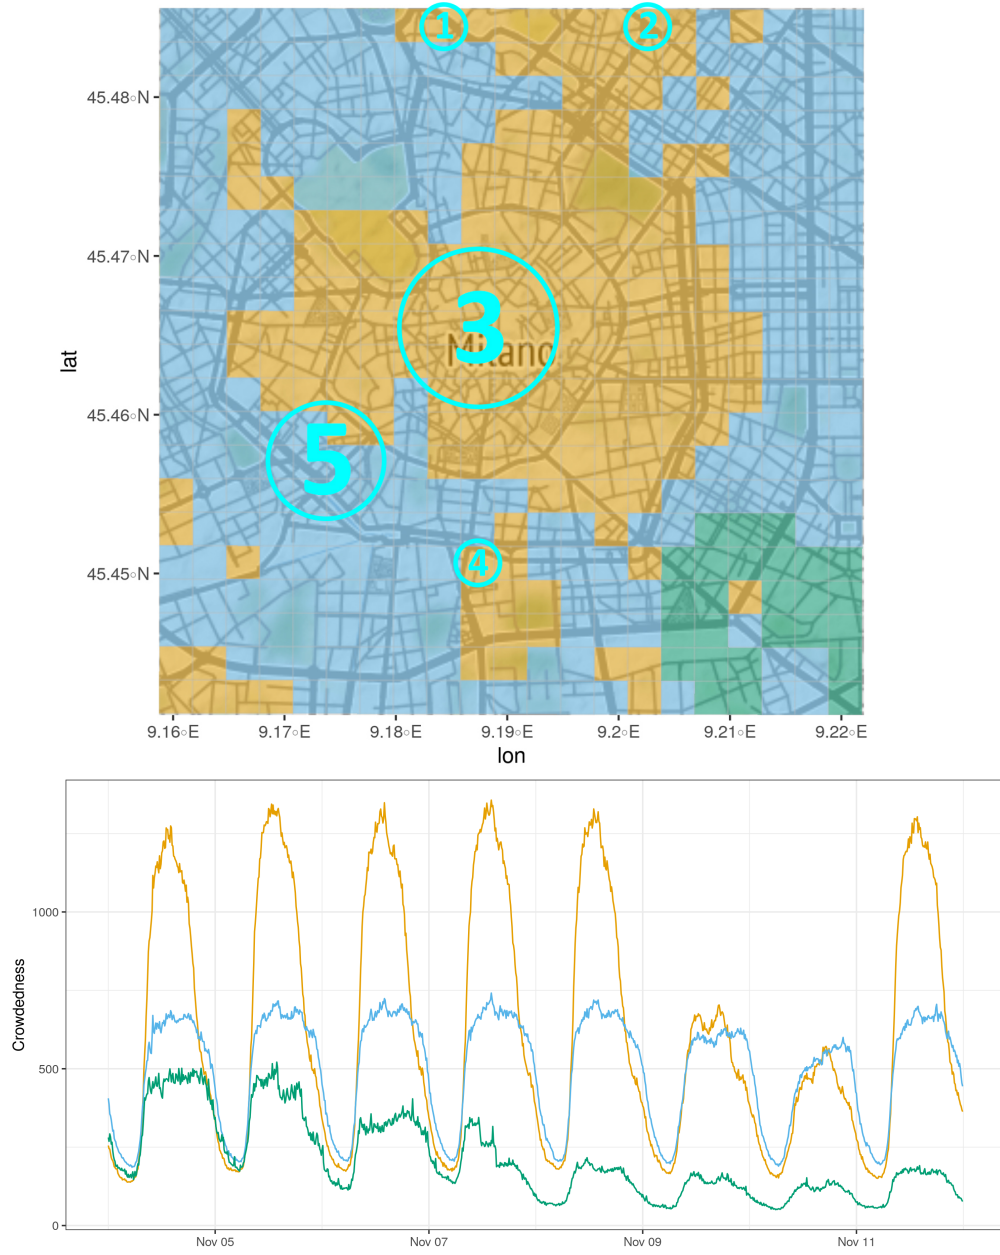 1 2
45.48°N
45.47°N
3
Milano
lat
45.46°N
5
4
45.45°N
9.16°E 9.17°E 9.18°E 9.19°E 9.2°E 9.21°E 9.22°E
lon
1000
Crowdedness
500
0
Nov 05 Nov 07 Nov 09 Nov 11